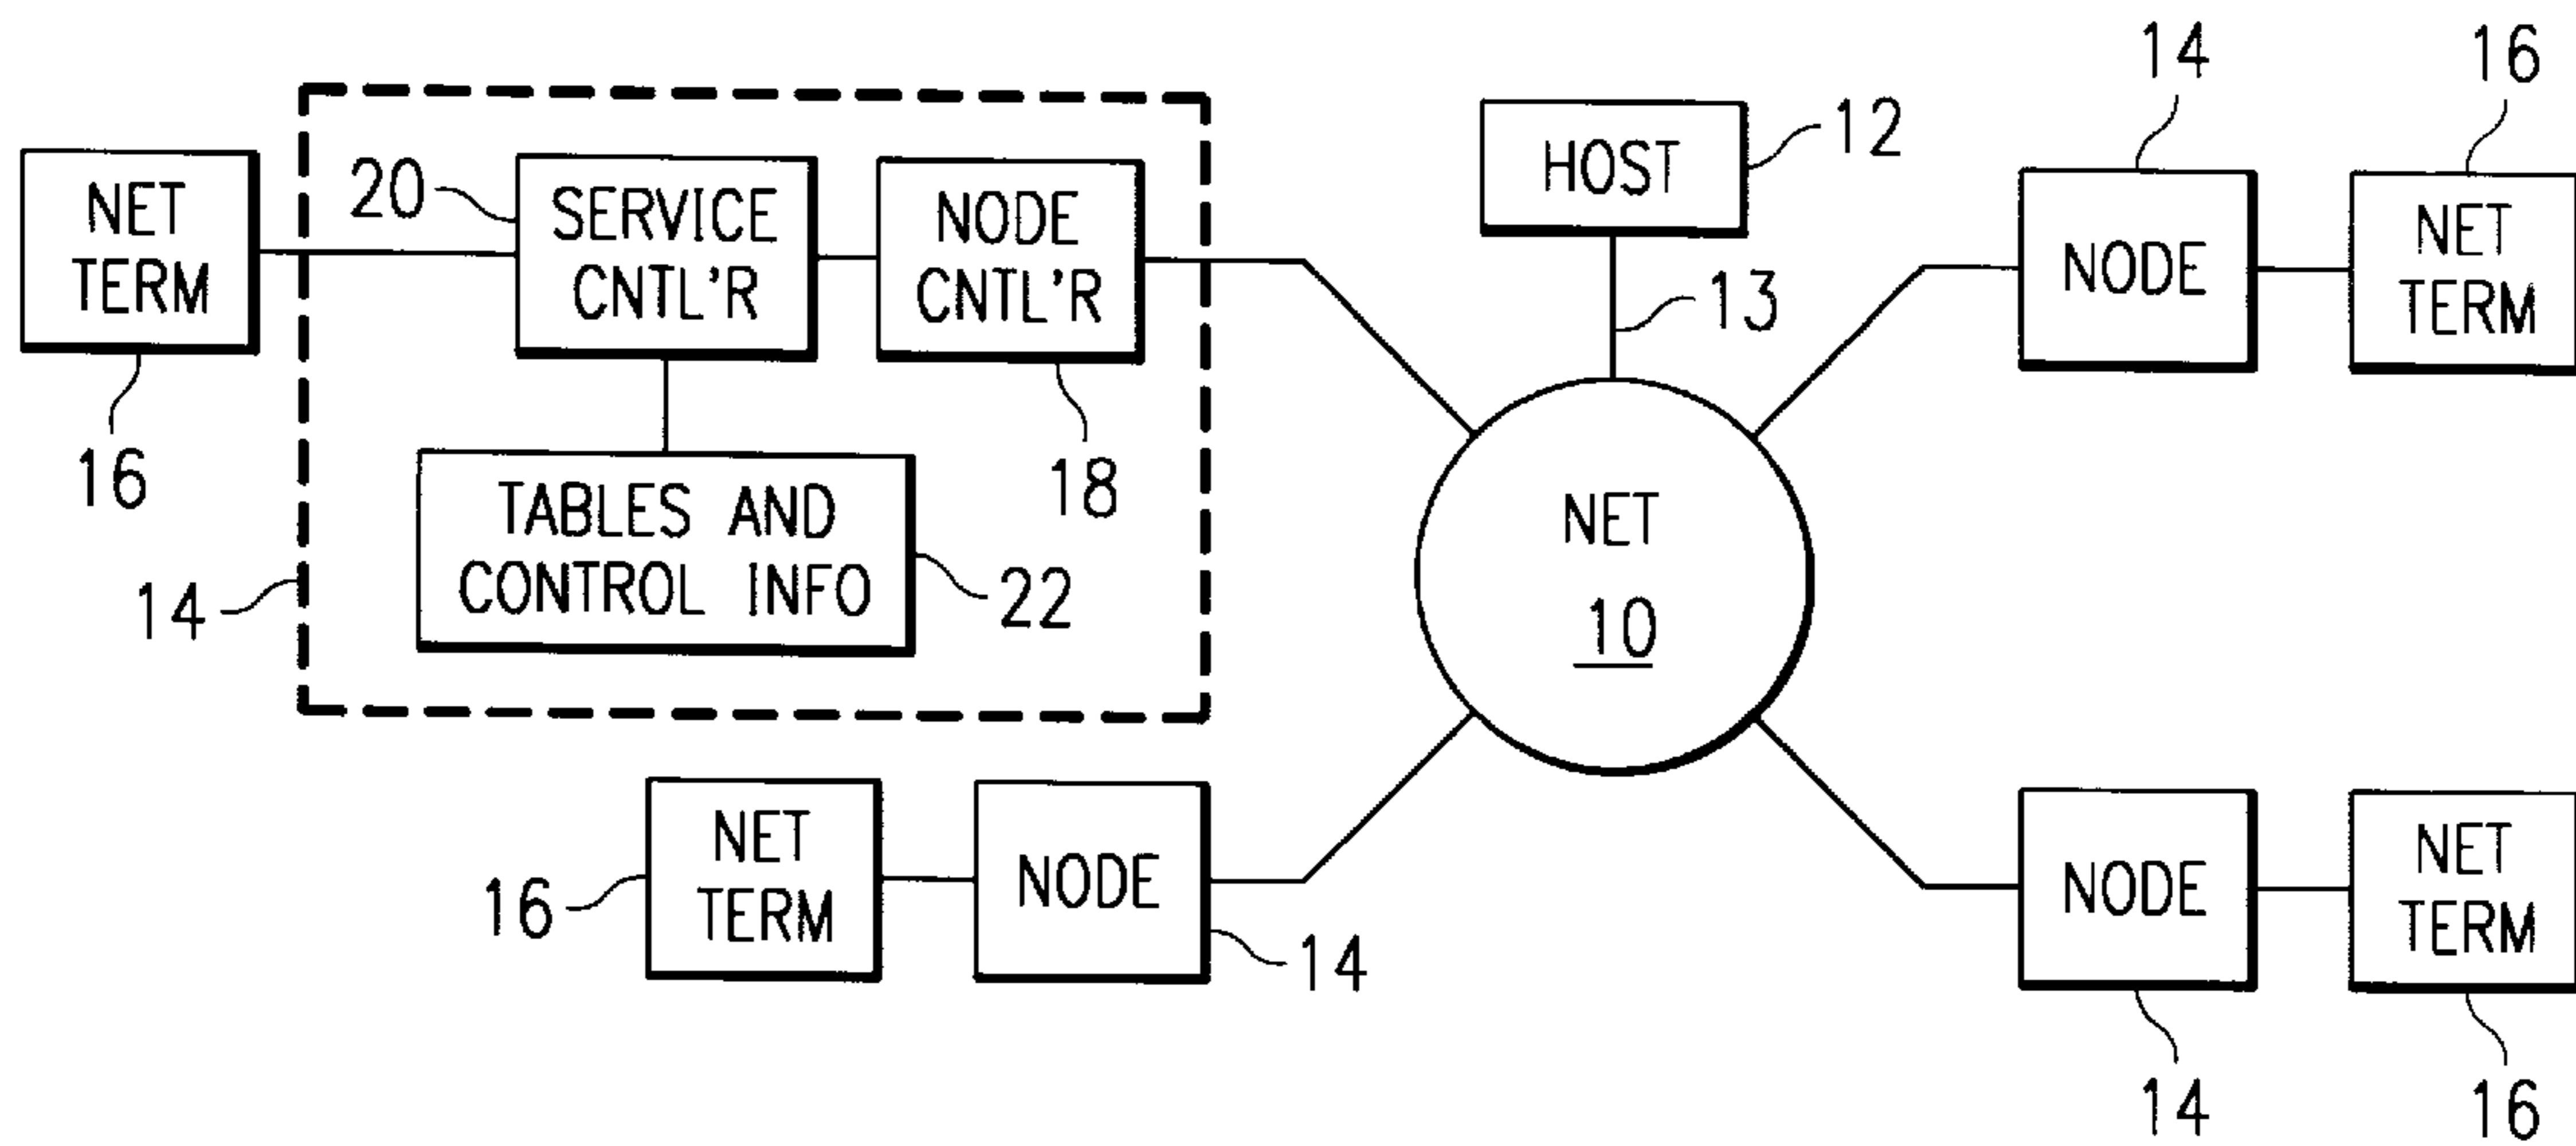 14
16
HOST
12
NET
TERM
20
SERVICE
CNTL'R
NODE
CNTL'R
NODE
NET
TERM
13
16
18
TABLES AND
CONTROL INFO
22
14
NET
10
NET
TERM
16
NODE
14
NODE
NET
TERM
14
16